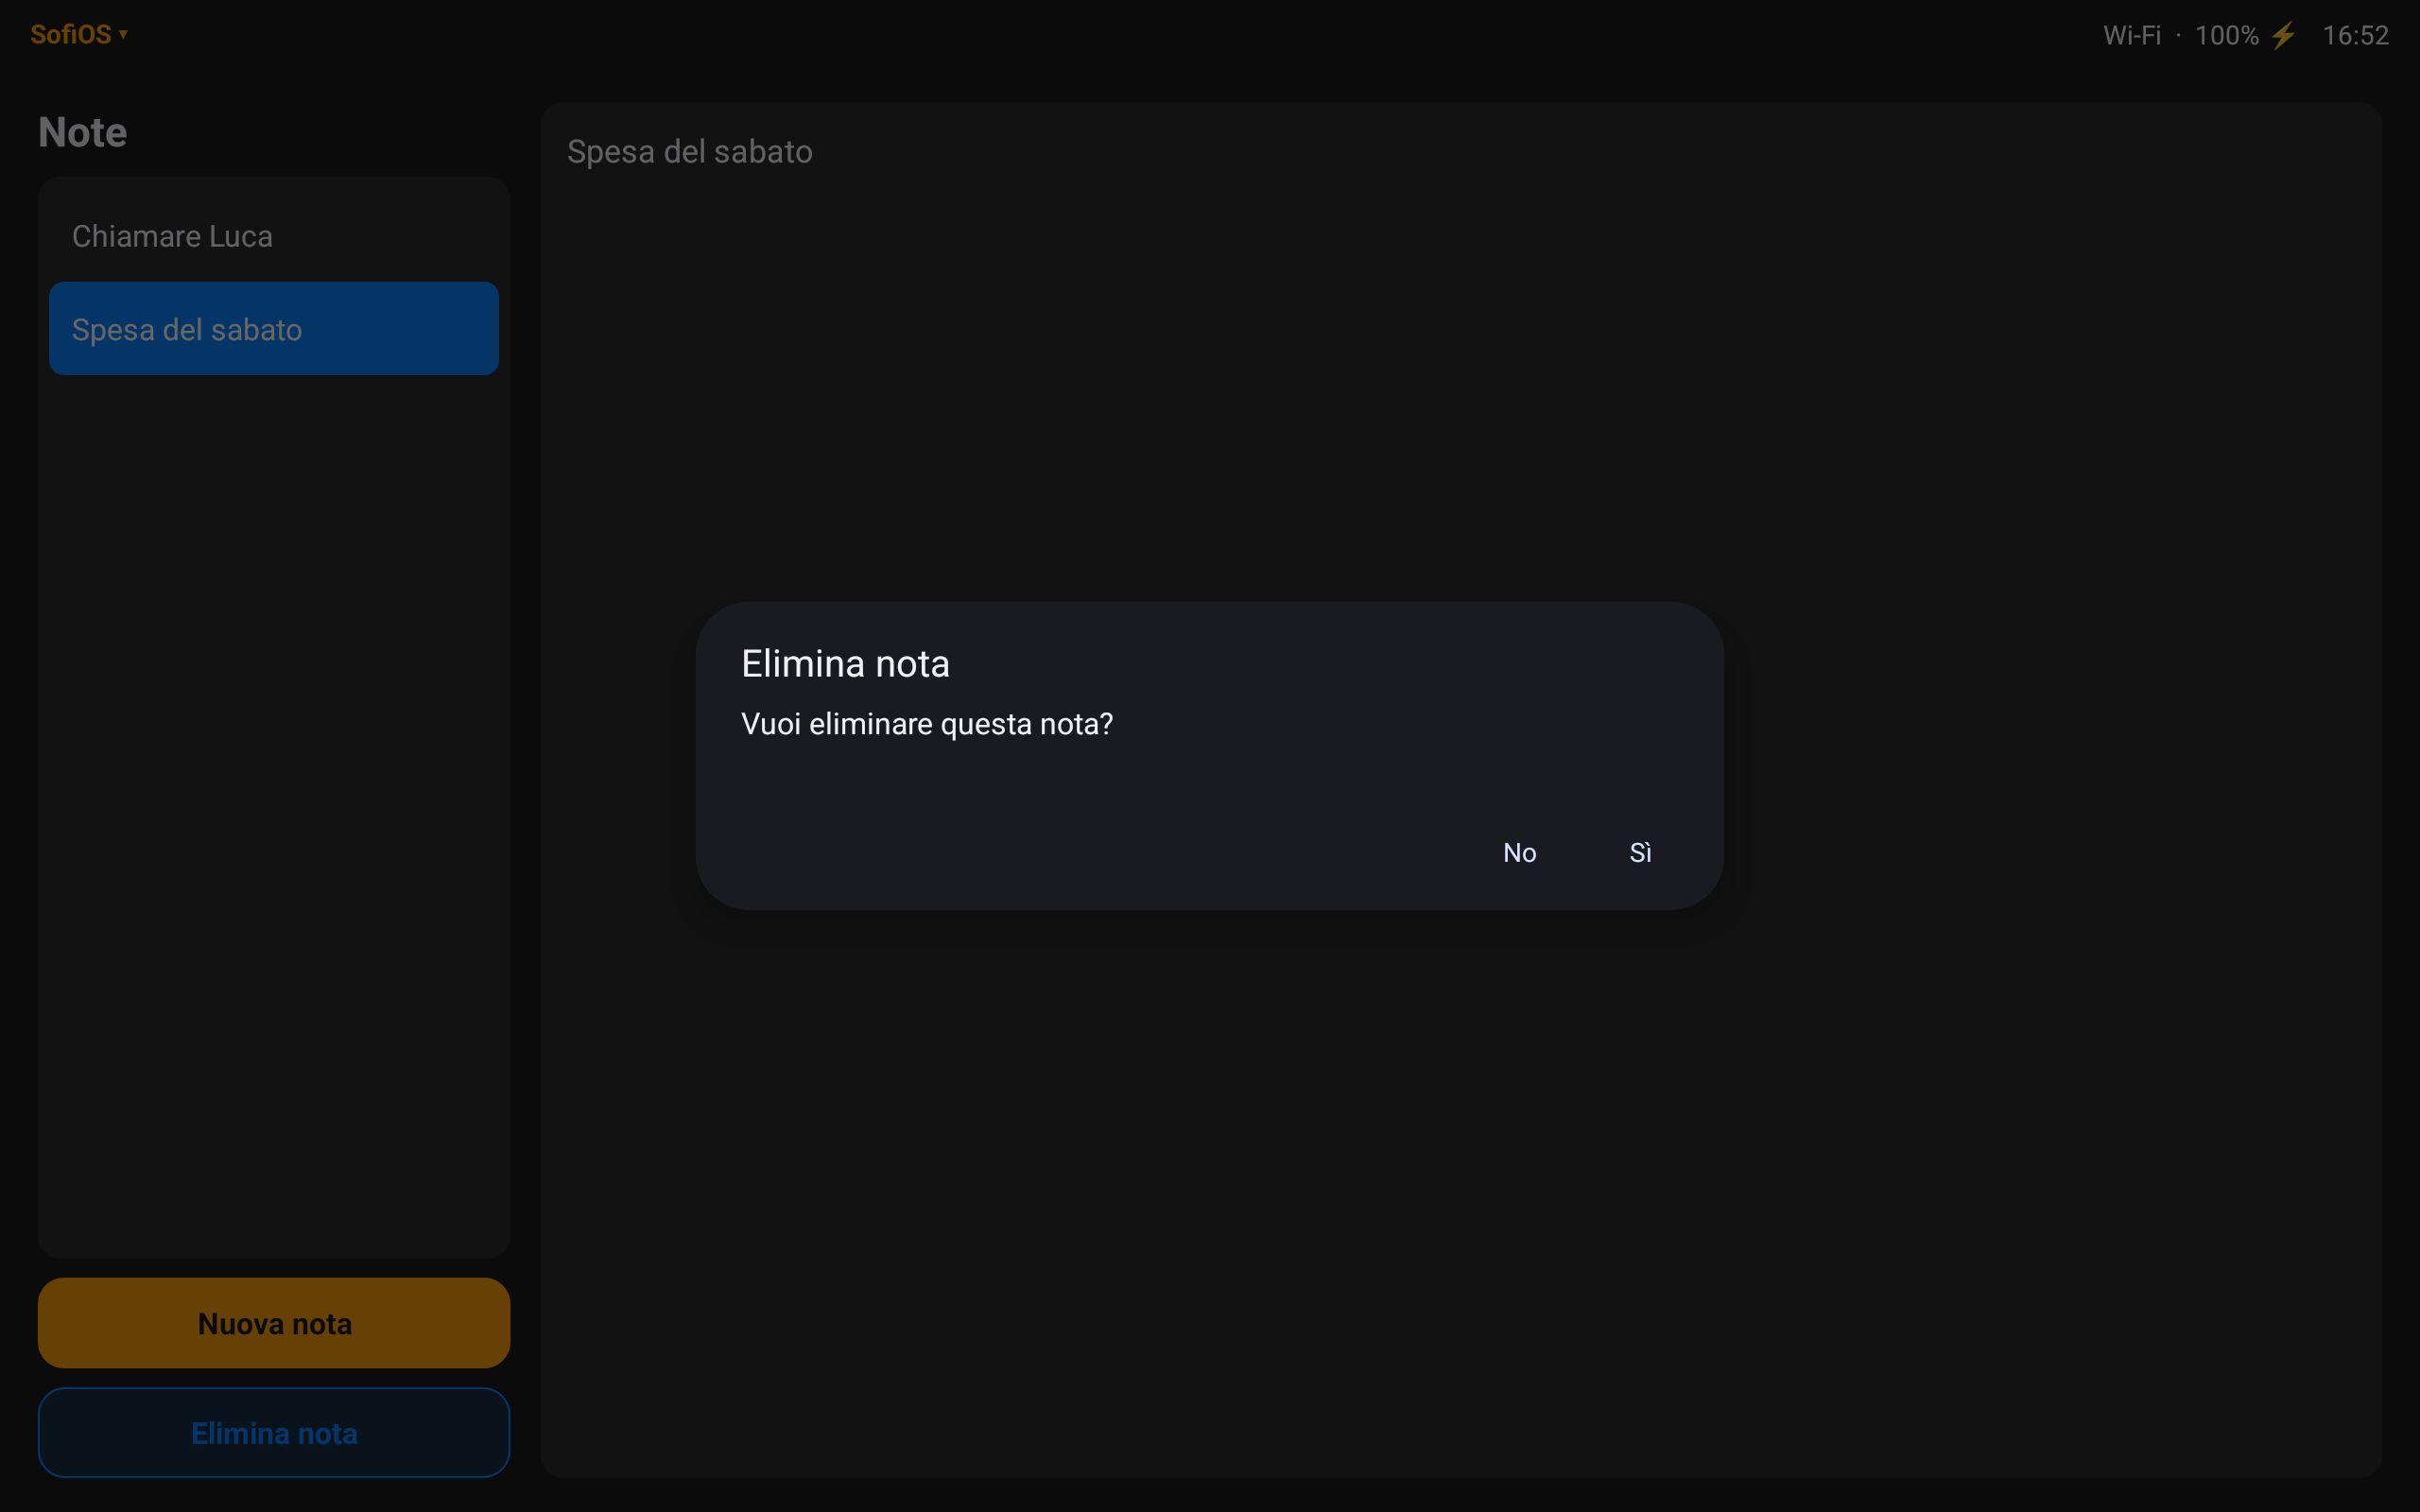 SofiOS ▾
Wi-Fi · 100% ⚡ 16:52
Note
Chiamare Luca
Spesa del sabato
Nuova nota
Elimina nota
Spesa del sabato
Elimina nota
Vuoi eliminare questa nota?
No Sì